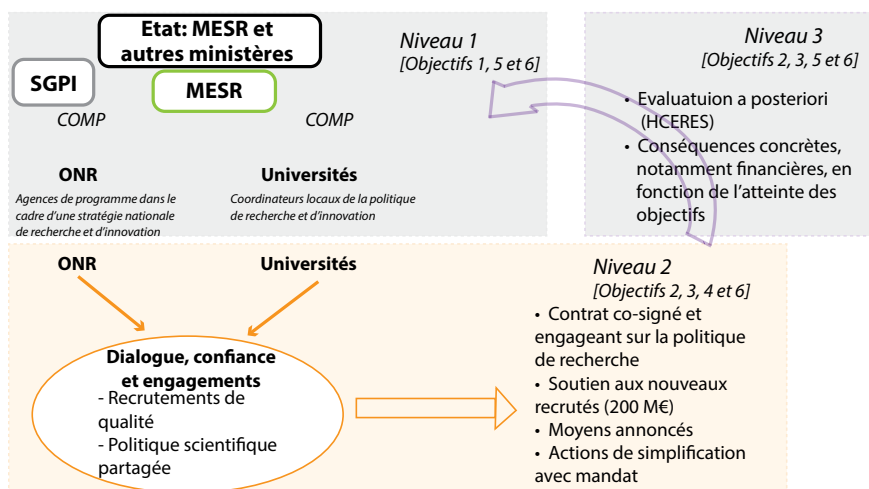 Etat: MESR et
autres ministères
SGPI
MESR
COMP
COMP
Niveau 1
[Objectifs 1, 5 et 6]
ONR
Agences de programme dans le
cadre d'une stratégie nationale
de recherche et d'innovation
Universités
Coordinateurs locaux de la politique
de recherche et d'innovation
Niveau 3
[Objectifs 2, 3, 5 et 6]
• Evaluatuion a posteriori
(HCERES)
• Conséquences concrètes,
notamment financières, en
fonction de l'atteinte des
objectifs
ONR
Universités
Dialogue, confiance
et engagements
- Recrutements de
qualité
- Politique scientifique
partagée
Niveau 2
[Objectifs 2, 3, 4 et 6]
• Contrat co-signé et
engageant sur la politique
de recherche
• Soutien aux nouveaux
recrutés (200 M€)
• Moyens annoncés
• Actions de simplification
avec mandat